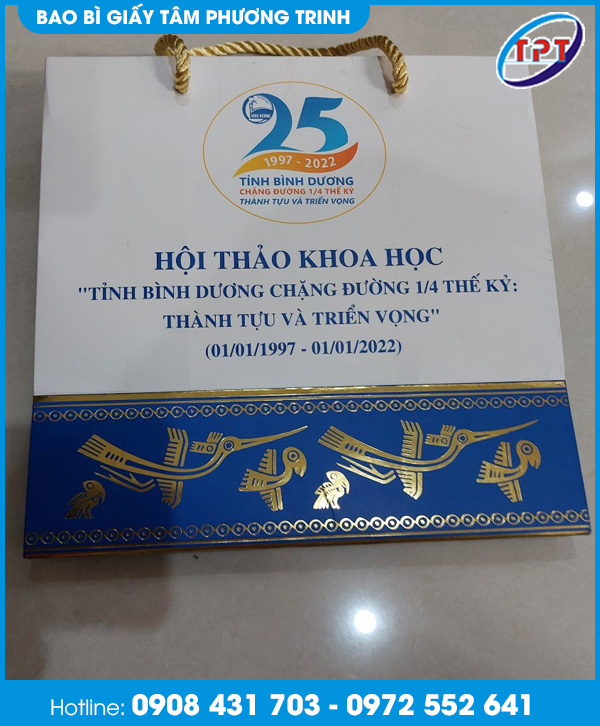 BAO BÌ GIẤY TÂM PHƯƠNG TRINH
TPT
BÌNH DƯƠNG
25
1997 - 2022
TỈNH BÌNH DƯƠNG
CHẶNG ĐƯỜNG 1/4 THẾ KỶ
THÀNH TỰU VÀ TRIỂN VỌNG
HỘI THẢO KHOA HỌC
"TỈNH BÌNH DƯƠNG CHẶNG ĐƯỜNG 1/4 THẾ KỶ:
THÀNH TỰU VÀ TRIỂN VỌNG"
(01/01/1997 - 01/01/2022)
Hotline: 0908 431 703 - 0972 552 641